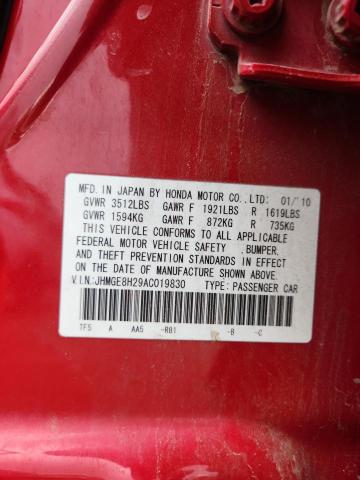 MFD. IN JAPAN BY HONDA MOTOR CO.,LTD: 01/'10
GVWR 3512LBS GAWR F 1921LBS R 1619LBS
GVWR 1594KG GAWR F 872KG R 735KG
THIS VEHICLE CONFORMS TO ALL APPLICABLE
FEDERAL MOTOR VEHICLE SAFETY ,BUMPER,
AND THEFT PREVENTION STANDARDS IN EFFECT ON
THE DATE OF MANUFACTURE SHOWN ABOVE.
V.I.N:JHMGE8H29AC019830 TYPE: PASSENGER CAR
TF5 A AA5 -R81 -B -C